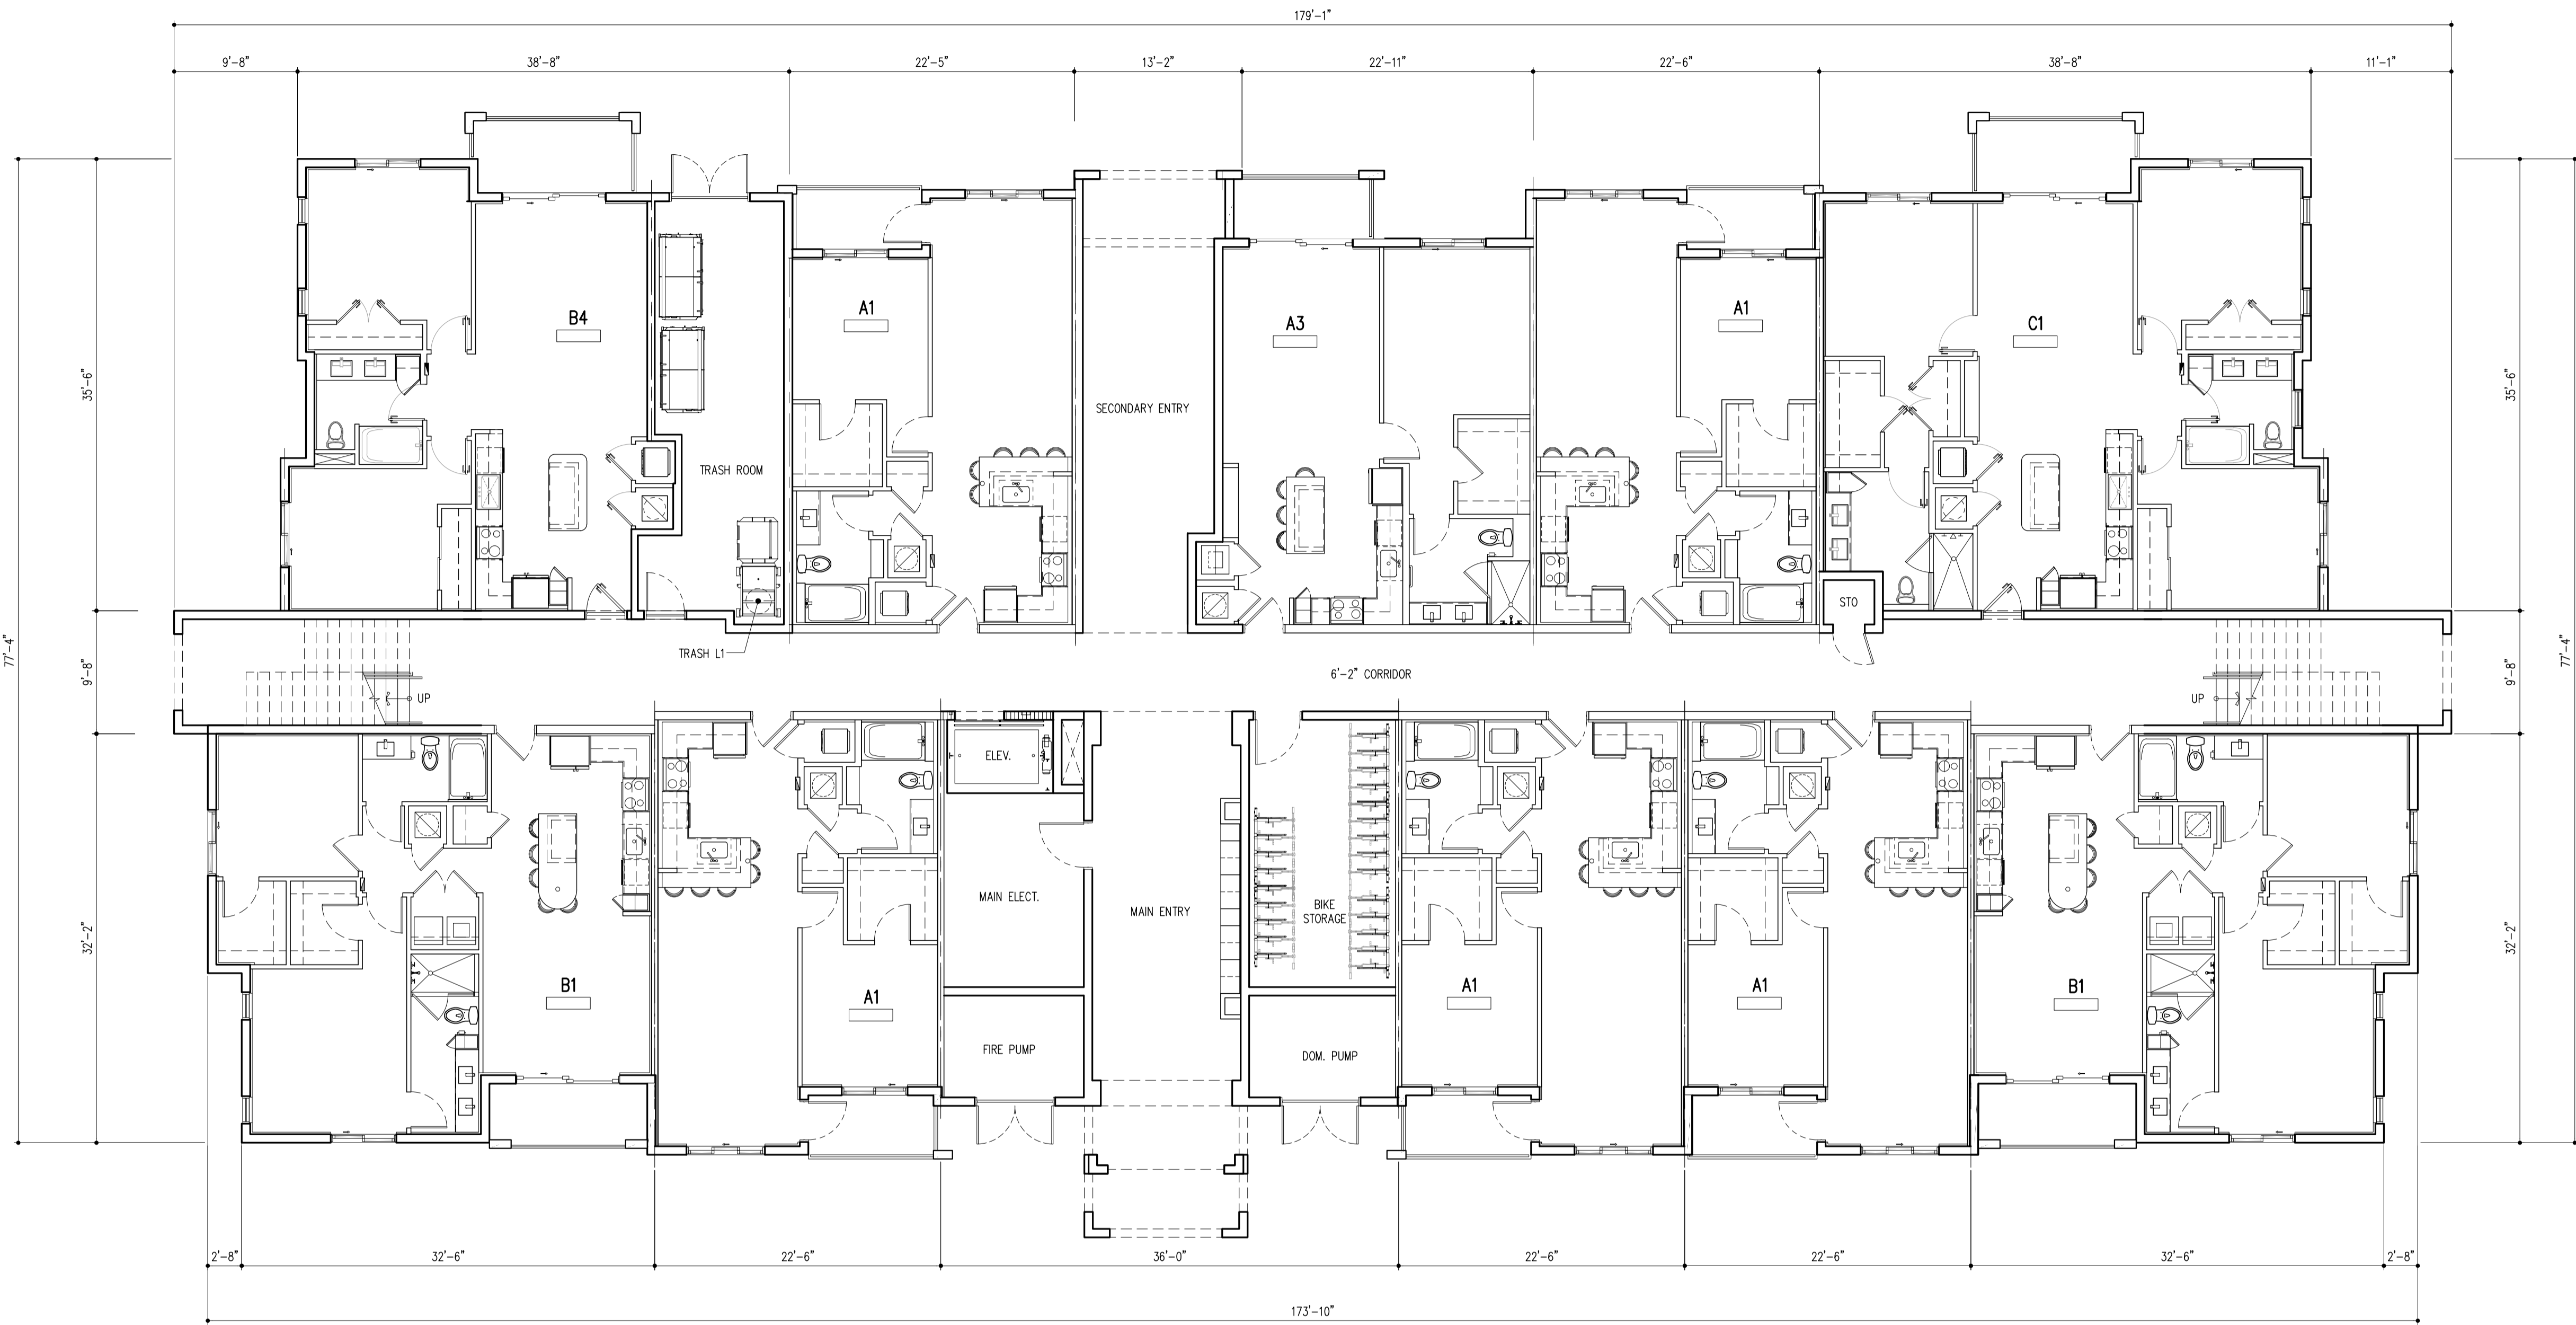 179'-1"
9'-8"
38'-8"
22'-5"
13'-2"
22'-11"
22'-6"
38'-8"
11'-1"
B4
A1
A3
A1
C1
35'-6"
35'-6"
SECONDARY ENTRY
TRASH ROOM
STO
TRASH L1
6'-2" CORRIDOR
77'-4"
9'-8"
UP
UP
9'-8"
77'-4"
ELEV.
MAIN ELECT.
MAIN ENTRY
BIKE
STORAGE
32'-2"
32'-2"
B1
A1
A1
A1
B1
FIRE PUMP
DOM. PUMP
2'-8"
32'-6"
22'-6"
36'-0"
22'-6"
22'-6"
32'-6"
2'-8"
173'-10"